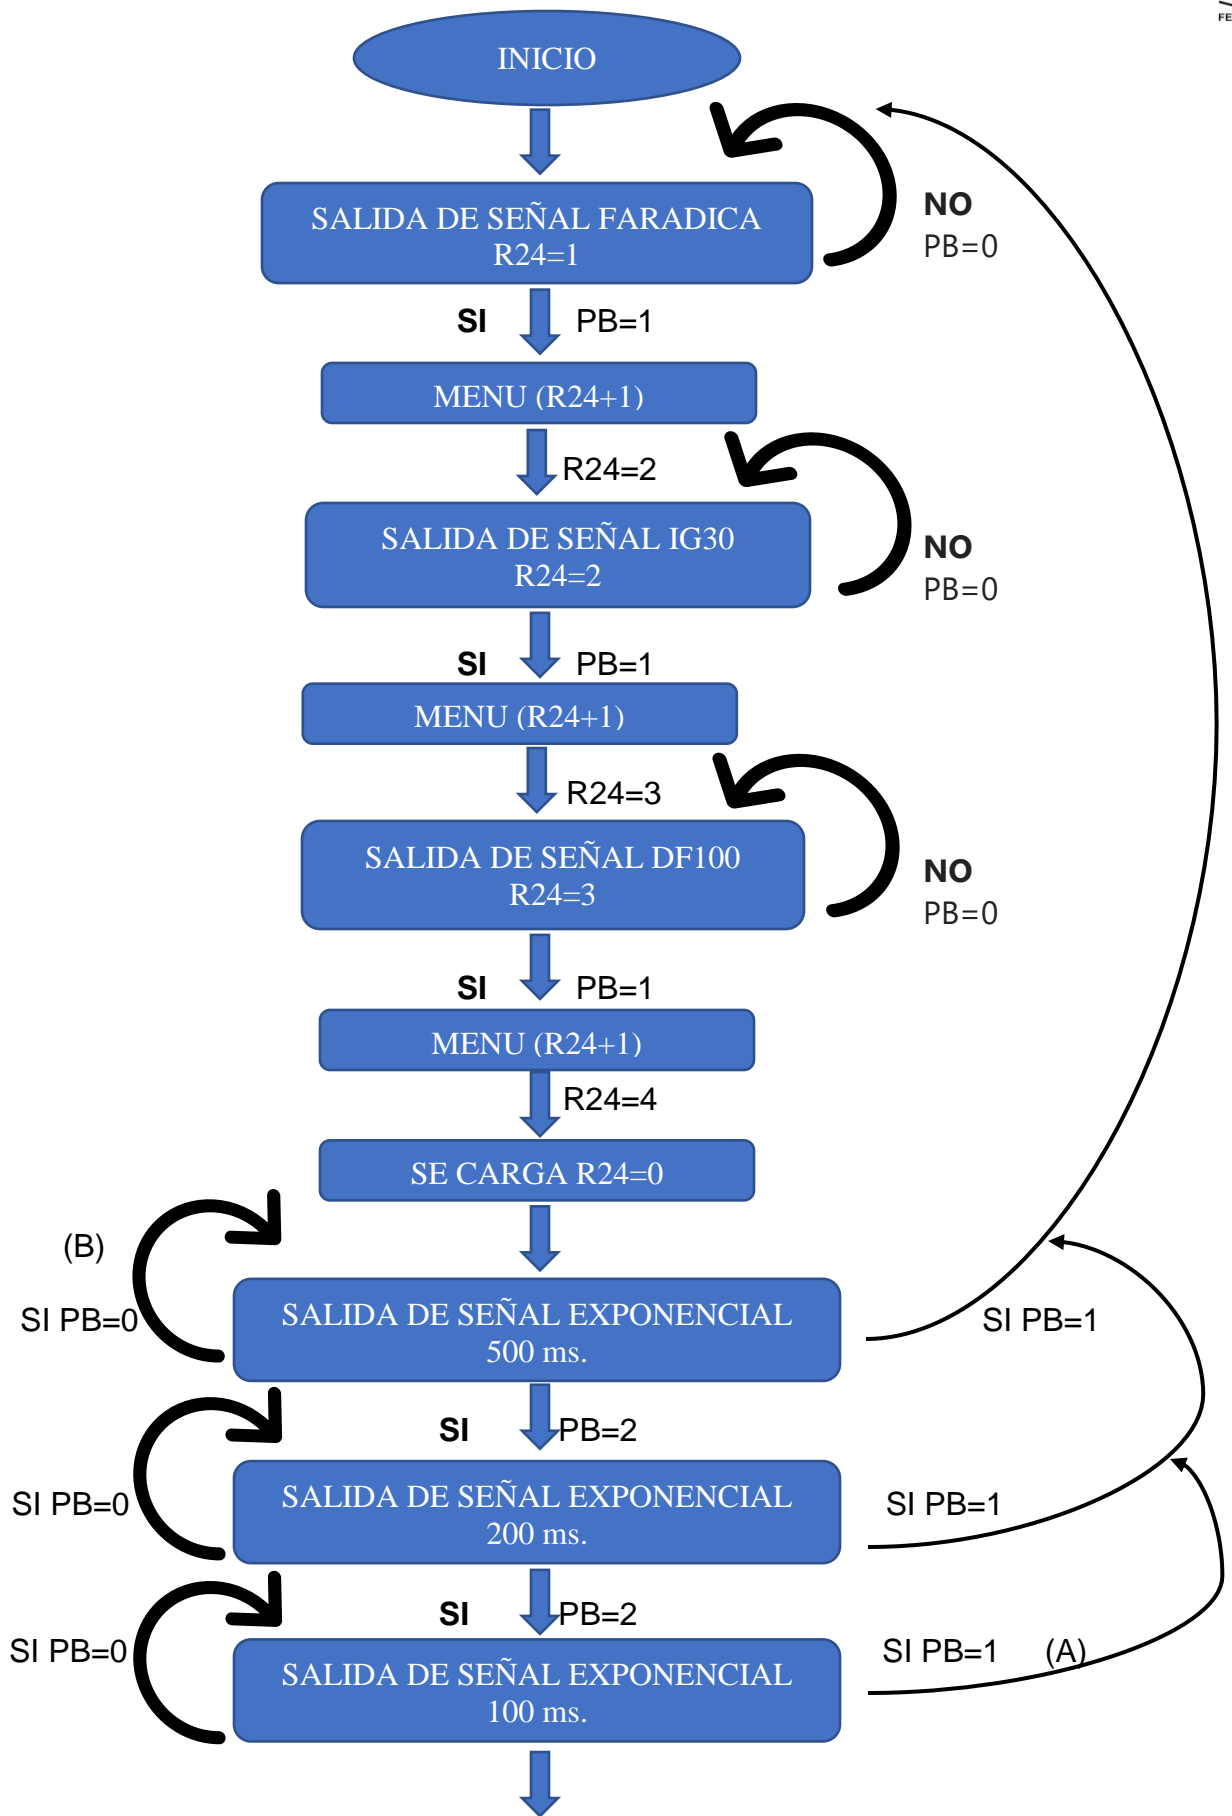 FE
INICIO
NO
PB=0
SALIDA DE SEÑAL FARADICA
R24=1
SI PB=1
MENU (R24+1)
R24=2
SALIDA DE SEÑAL IG30
R24=2
NO
PB=0
SI PB=1
MENU (R24+1)
R24=3
SALIDA DE SEÑAL DF100
R24=3
NO
PB=0
SI PB=1
MENU (R24+1)
R24=4
SE CARGA R24=0
(B)
SI PB=0
SALIDA DE SEÑAL EXPONENCIAL
500 ms.
SI PB=1
SI PB=2
SI PB=0
SALIDA DE SEÑAL EXPONENCIAL
200 ms.
SI PB=1
SI PB=2
SI PB=0
SALIDA DE SEÑAL EXPONENCIAL
100 ms.
SI PB=1 (A)